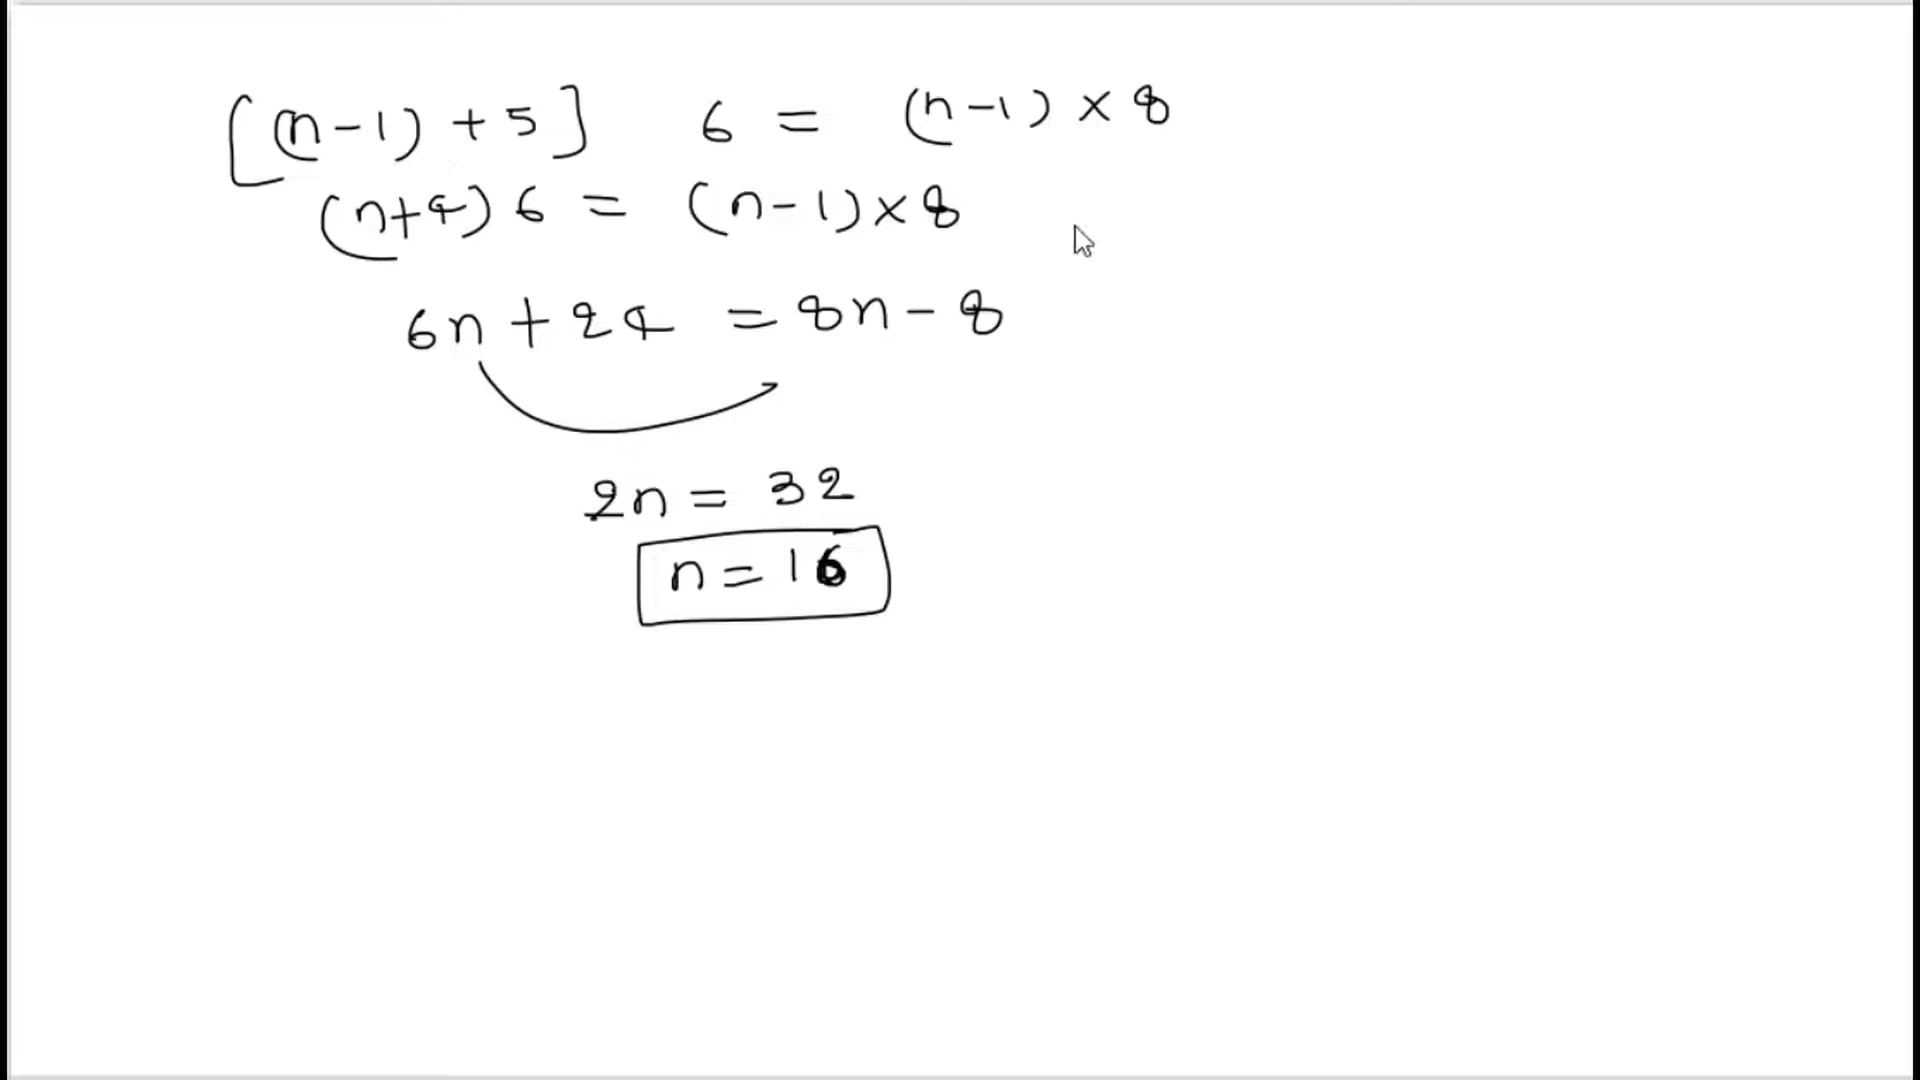 [(n-1)+5] 6 = (n-1)×8
(n+4)6 = (n-1)×8
6n+24 = 8n-8
2n = 32
n=16